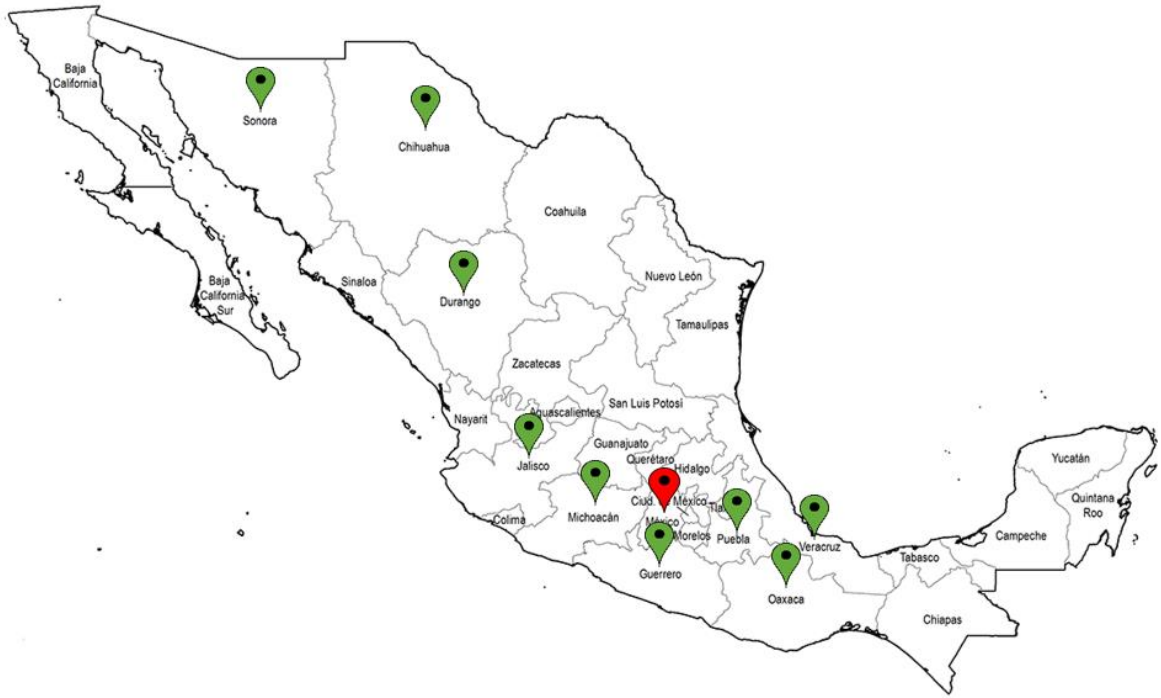 Baja
California
Sonora
Chihuahua
Coahuila
Baja
California
Sur
Sinaloa
Durango
Nuevo León
Tamaulipas
Zacatecas
Nayarit
Aguascalientes
San Luis Potosí
Jalisco
Guanajuato
Querétaro
Hidalgo
Colima
Michoacán
Ciud. México
México
Morelos
Tla
Puebla
Veracruz
Guerrero
Oaxaca
Tabasco
Chiapas
Campeche
Yucatán
Quintana
Roo